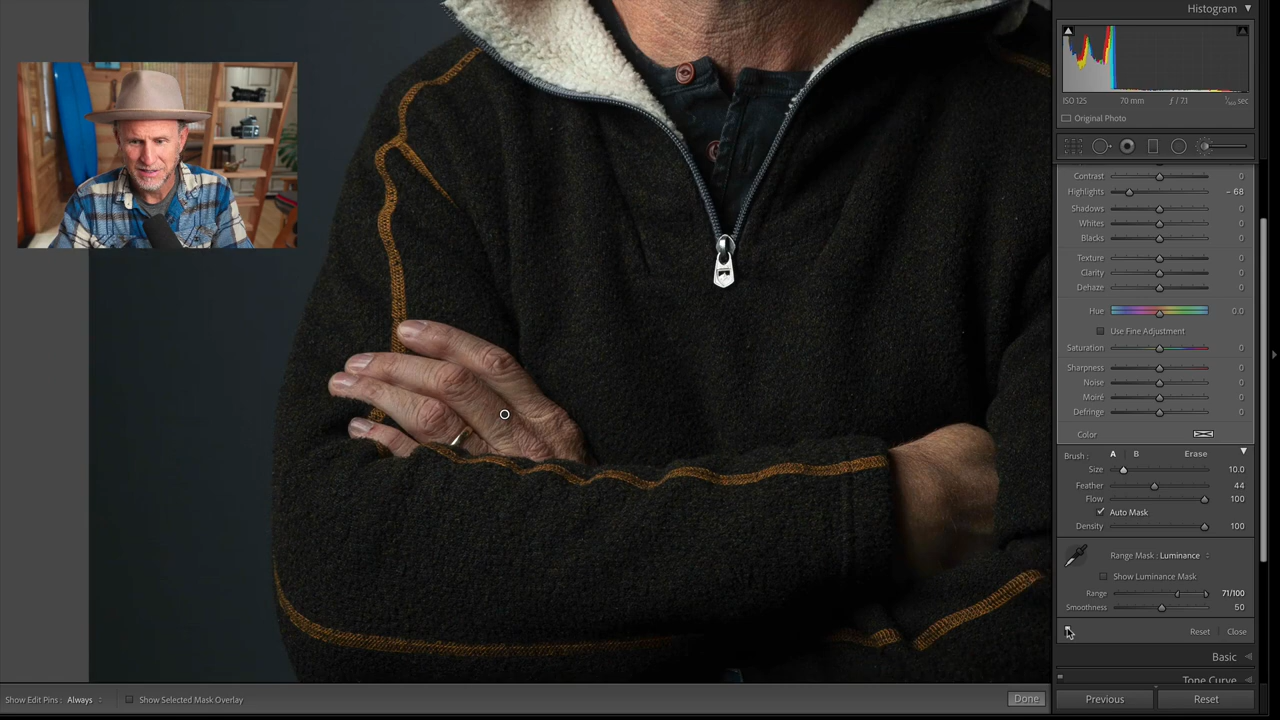 Histogram
ISO 125 70 mm ƒ / 7.1 sec
Original Photo
Contrast 0
Highlights – 68
Shadows 0
Whites 0
Blacks 0
Texture 0
Clarity 0
Dehaze 0
Hue 0.0
Use Fine Adjustment
Saturation 0
Sharpness 0
Noise 0
Moiré 0
Defringe 0
Color
Brush : A B Erase
Size 10.0
Feather 44
Flow 100
Auto Mask
Density 100
Range Mask : Luminance
Show Luminance Mask
Range 71/100
Smoothness 50
Reset Close
Basic
Tone Curve
Show Edit Pins : Always Show Selected Mask Overlay Done Previous Reset